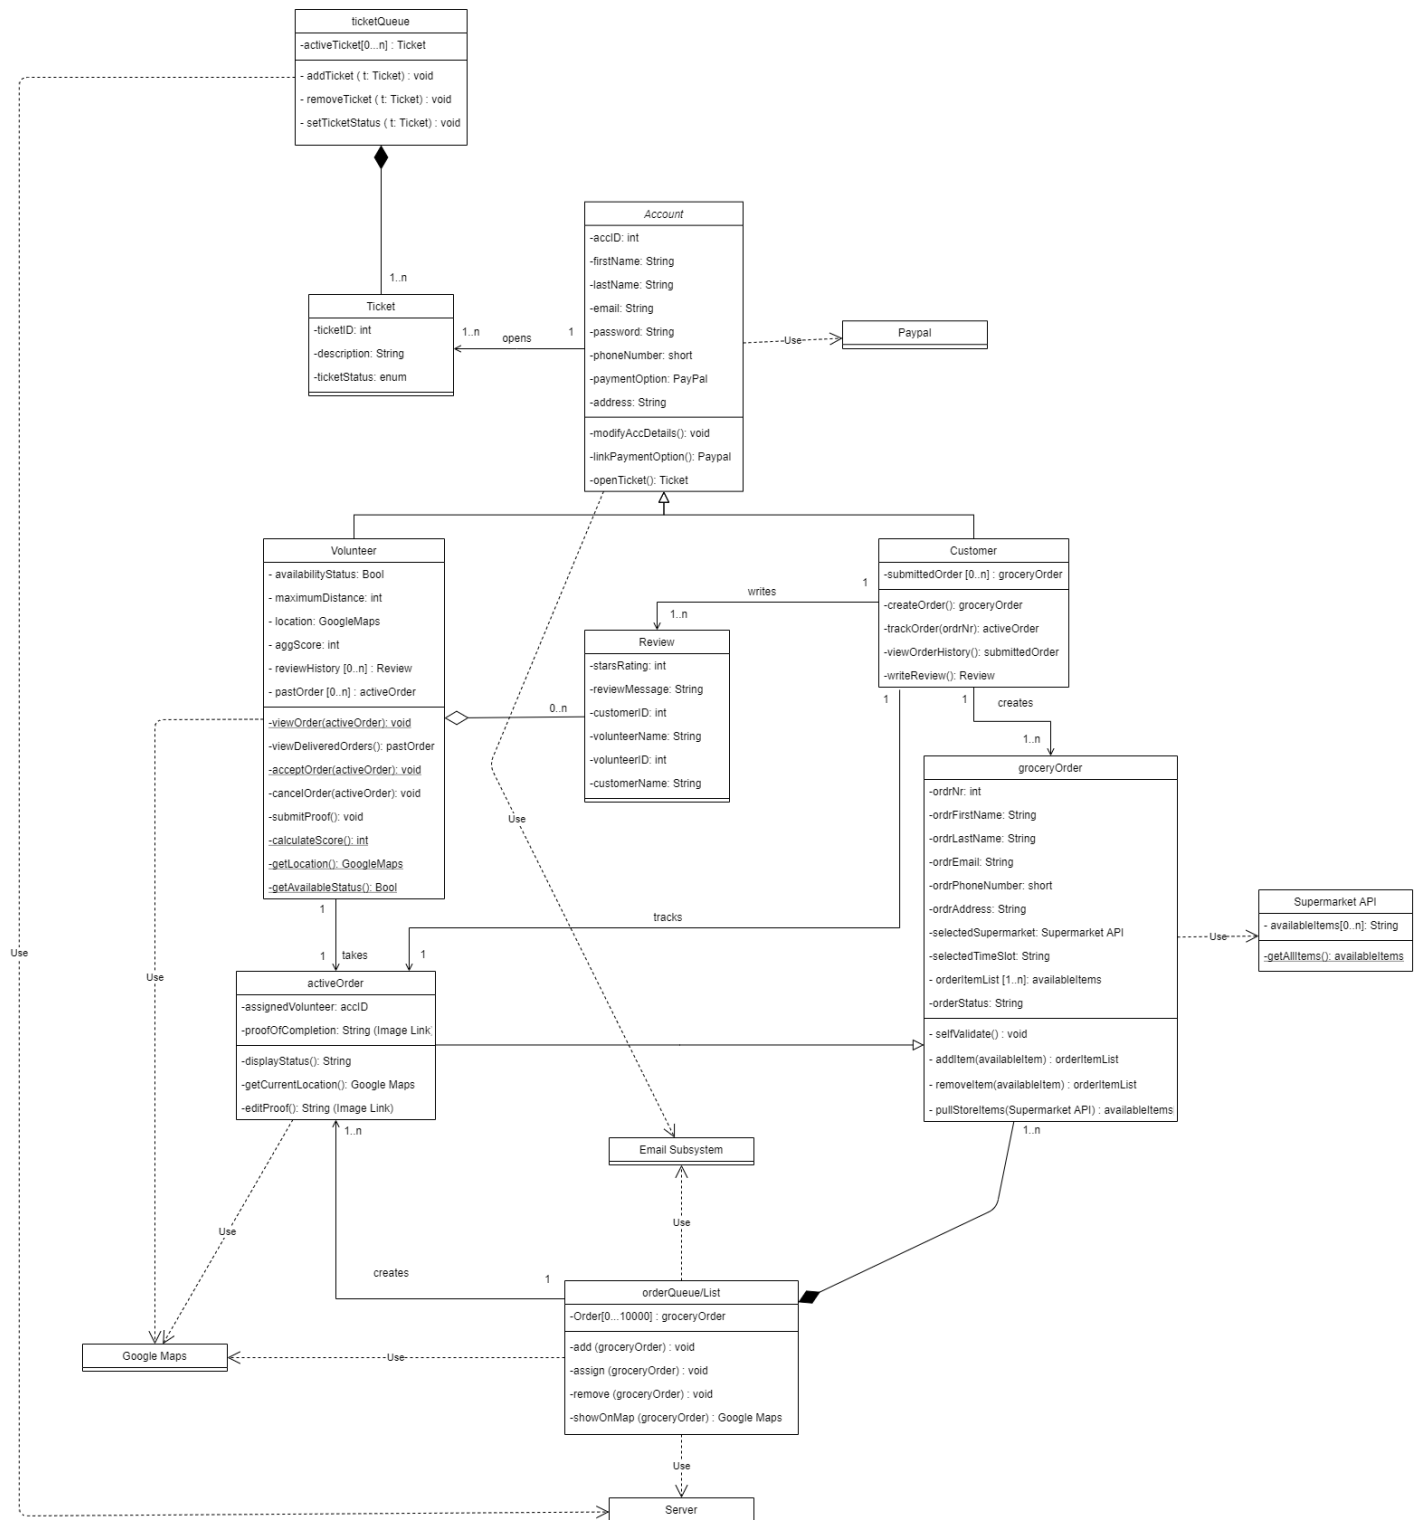 ticketQueue
-activeTicket[0...n] : Ticket
- addTicket ( t: Ticket) : void
- removeTicket ( t: Ticket) : void
- setTicketStatus ( t: Ticket) : void
1..n
Ticket
-ticketID: int
-description: String
-ticketStatus: enum
1..n
opens
1
Account
-accID: int
-firstName: String
-lastName: String
-email: String
-password: String
-phoneNumber: short
-paymentOption: PayPal
-address: String
-modifyAccDetails(): void
-linkPaymentOption(): Paypal
-openTicket(): Ticket
Use
Paypal
Volunteer
- availabilityStatus: Bool
- maximumDistance: int
- location: GoogleMaps
- aggScore: int
- reviewHistory [0..n] : Review
- pastOrder [0..n] : activeOrder
-viewOrder(activeOrder): void
-viewDeliveredOrders(): pastOrder
-acceptOrder(activeOrder): void
-cancelOrder(activeOrder): void
-submitProof(): void
-calculateScore(): int
-getLocation(): GoogleMaps
-getAvailableStatus(): Bool
Customer
-submittedOrder [0..n] : groceryOrder
-createOrder(): groceryOrder
-trackOrder(ordrNr): activeOrder
-viewOrderHistory(): submittedOrder
-writeReview(): Review
1
writes
1..n
Review
-starsRating: int
-reviewMessage: String
-customerID: int
-volunteerName: String
-volunteerID: int
-customerName: String
0..n
1
1
creates
1..n
groceryOrder
-ordrNr: int
-ordrFirstName: String
-ordrLastName: String
-ordrEmail: String
-ordrPhoneNumber: short
-ordrAddress: String
-selectedSupermarket: Supermarket API
-selectedTimeSlot: String
- orderItemList [1..n]: availableItems
-orderStatus: String
- selfValidate() : void
- addItem(availableItem) : orderItemList
- removeItem(availableItem) : orderItemList
- pullStoreItems(Supermarket API) : availableItems
Use
Supermarket API
- availableItems[0..n]: String
-getAllItems(): availableItems
Use
1
tracks
1
takes
1
Use
Use
activeOrder
-assignedVolunteer: accID
-proofOfCompletion: String (Image Link)
-displayStatus(): String
-getCurrentLocation(): Google Maps
-editProof(): String (Image Link)
1..n
1..n
Email Subsystem
Use
Use
creates
1
orderQueue/List
-Order[0...10000] : groceryOrder
-add (groceryOrder) : void
-assign (groceryOrder) : void
-remove (groceryOrder) : void
-showOnMap (groceryOrder) : Google Maps
Google Maps
Use
Use
Server